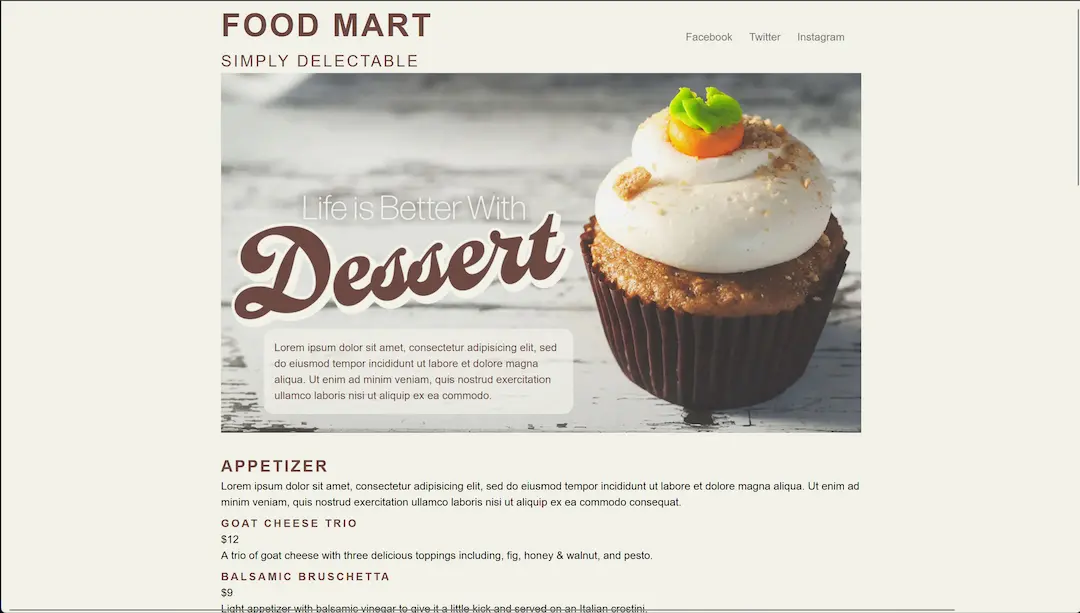 FOOD MART
Facebook Twitter Instagram
SIMPLY DELECTABLE
Life is Better With
Dessert
Lorem ipsum dolor sit amet, consectetur adipisicing elit, sed
do eiusmod tempor incididunt ut labore et dolore magna
aliqua. Ut enim ad minim veniam, quis nostrud exercitation
ullamco laboris nisi ut aliquip ex ea commodo.
APPETIZER
Lorem ipsum dolor sit amet, consectetur adipisicing elit, sed do eiusmod tempor incididunt ut labore et dolore magna aliqua. Ut enim ad
minim veniam, quis nostrud exercitation ullamco laboris nisi ut aliquip ex ea commodo consequat.
GOAT CHEESE TRIO
$12
A trio of goat cheese with three delicious toppings including, fig, honey & walnut, and pesto.
BALSAMIC BRUSCHETTA
$9
Light appetizer with balsamic vinegar to give it a little kick and served on an Italian crostini.